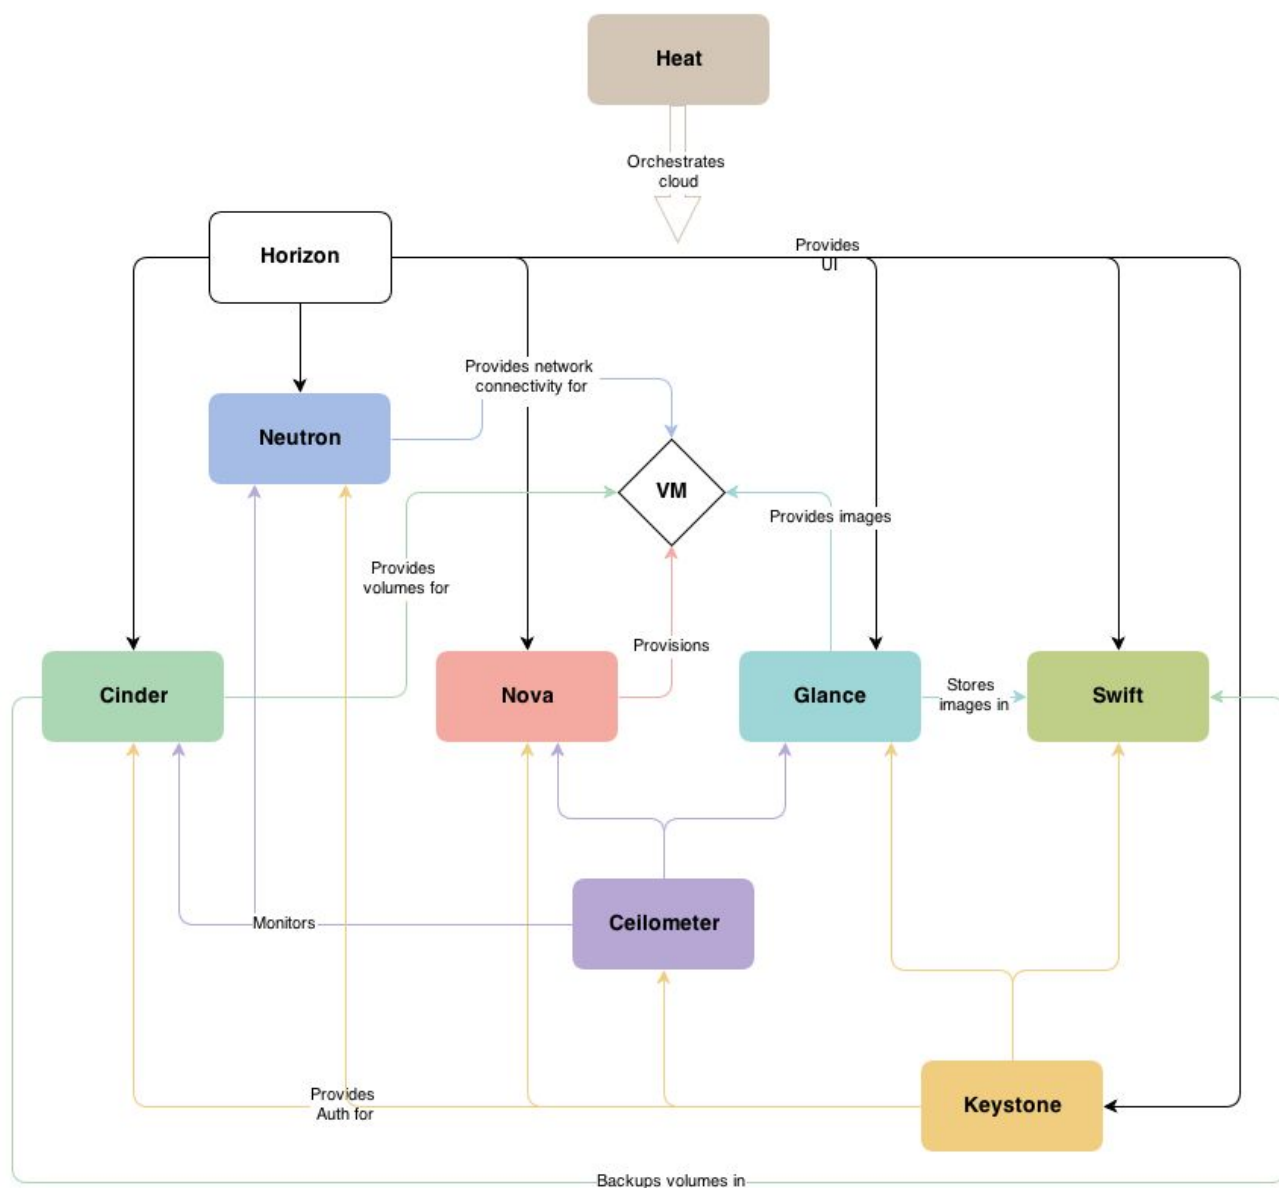 Heat
Orchestrates
cloud
Horizon
Provides
UI
Provides network
connectivity for
Neutron
VM
Provides images
Provides
volumes for
Provisions
Cinder
Nova
Glance
Stores
images in
Swift
Ceilometer
Monitors
Provides
Auth for
Keystone
Backups volumes in